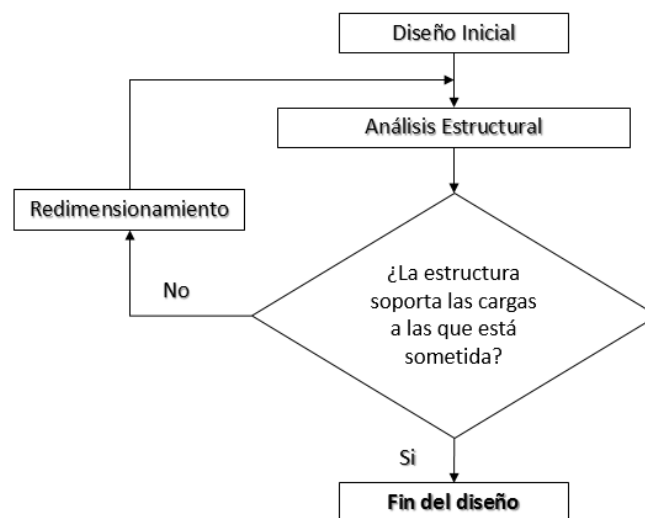 Diseño Inicial
Análisis Estructural
Redimensionamiento
No
¿La estructura
soporta las cargas
a las que está
sometida?
Si
Fin del diseño